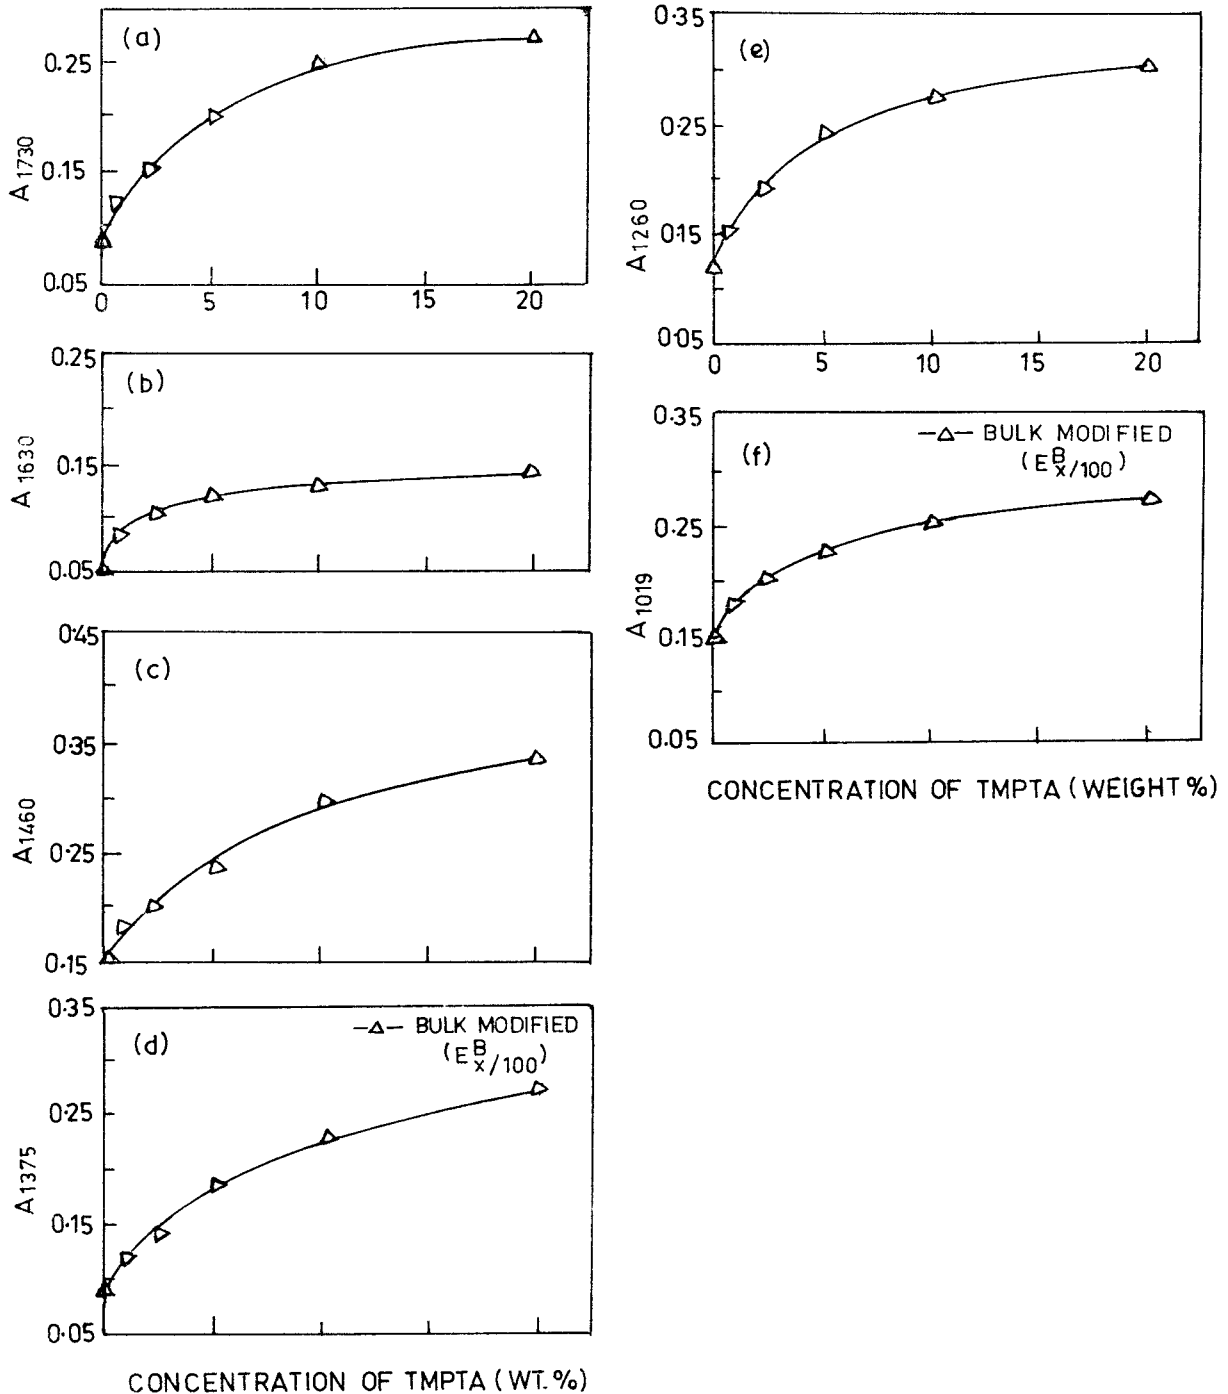 (a)
0.25
0.15
0.05
A1730
0 5 10 15 20
(b)
0.25
0.15
0.05
A1630
(c)
0.45
0.35
0.25
0.15
A1460
(d)
—△— BULK MODIFIED
(E^B_x/100)
0.35
0.25
0.15
0.05
A1375
CONCENTRATION OF TMPTA (WT.%)
(e)
0.35
0.25
0.15
0.05
A1260
0 5 10 15 20
(f)
—△— BULK MODIFIED
(E^B_x/100)
0.35
0.25
0.15
0.05
A1019
CONCENTRATION OF TMPTA (WEIGHT %)